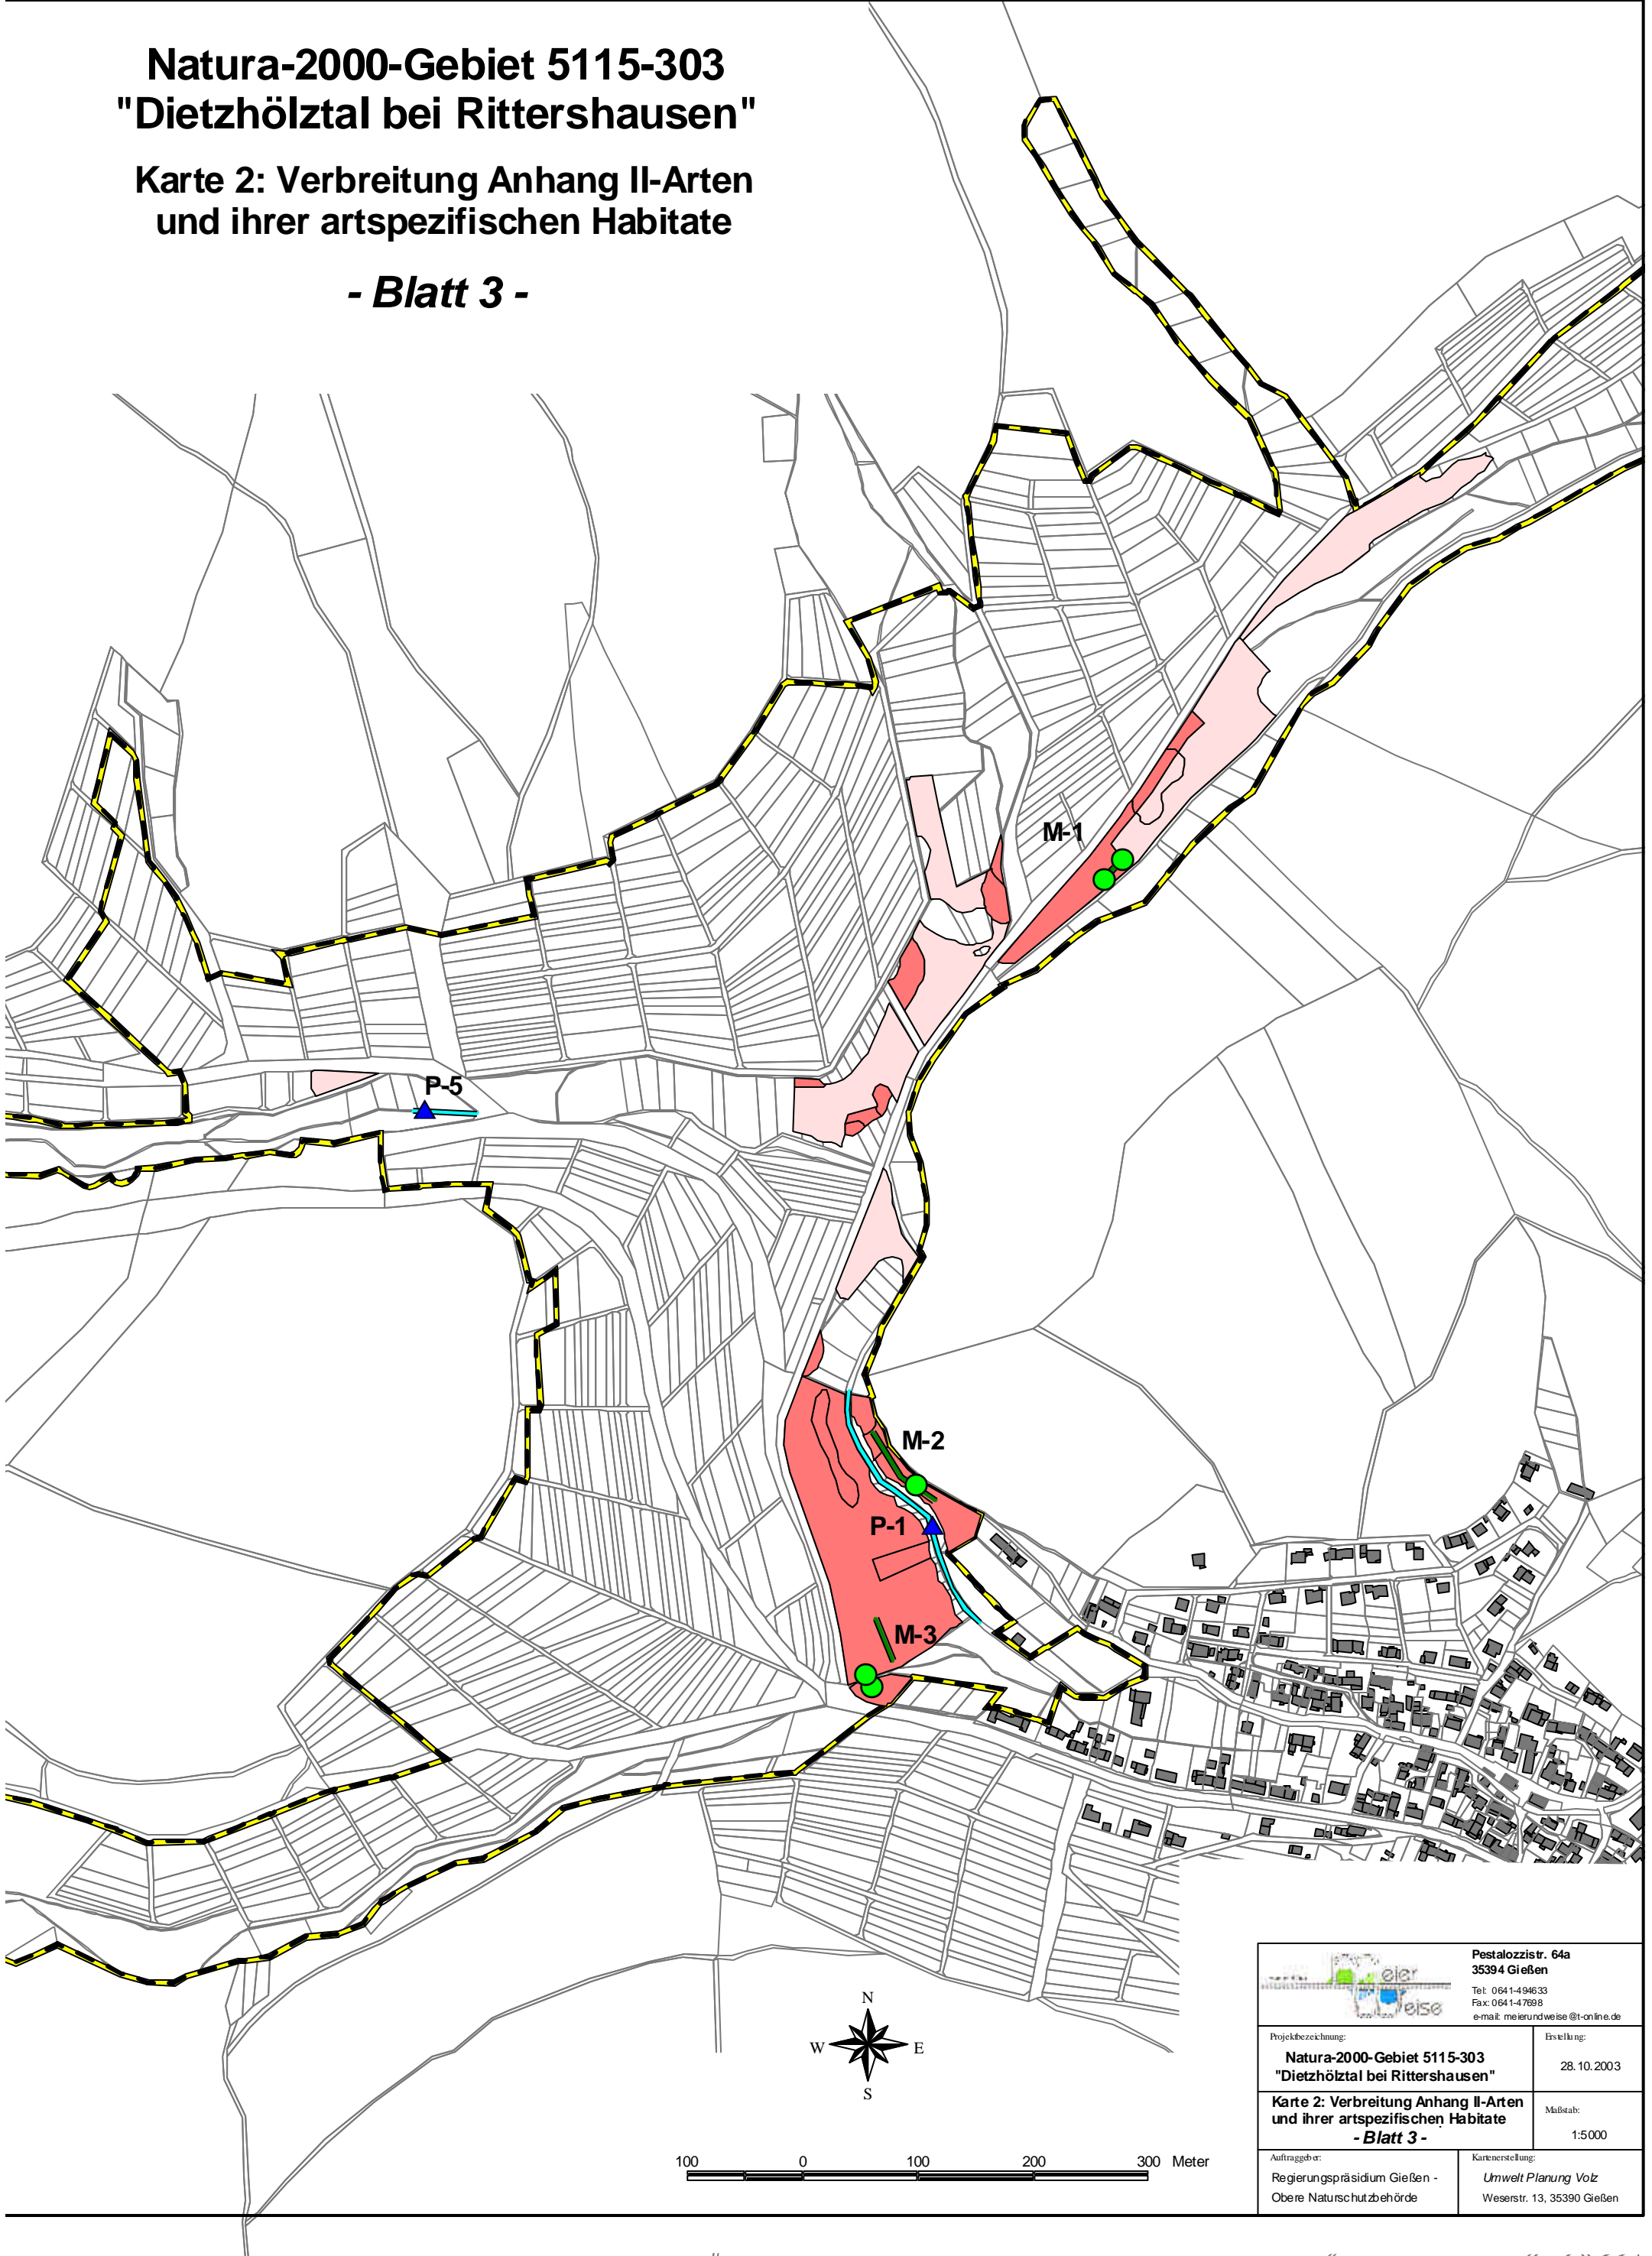 Natura-2000-Gebiet 5115-303
"Dietzhölztal bei Rittershausen"
Karte 2: Verbreitung Anhang II-Arten
und ihrer artspezifischen Habitate
- Blatt 3 -
M-1
P-5
M-2
P-1
M-3
N
W E
S
100 0 100 200 300 Meter
eier
eise
Pestalozzistr. 64a
35394 Gießen
Tel: 0641-494633
Fax: 0641-47698
e-mail: meierundweise@t-online.de
Projektbezeichnung:
Natura-2000-Gebiet 5115-303
"Dietzhölztal bei Rittershausen"
Erstellung:
28.10.2003
Karte 2: Verbreitung Anhang II-Arten
und ihrer artspezifischen Habitate
- Blatt 3 -
Maßstab:
1:5000
Auftraggeber:
Regierungspräsidium Gießen -
Obere Naturschutzbehörde
Kartenerstellung:
Umwelt Planung Volz
Weserstr. 13, 35390 Gießen